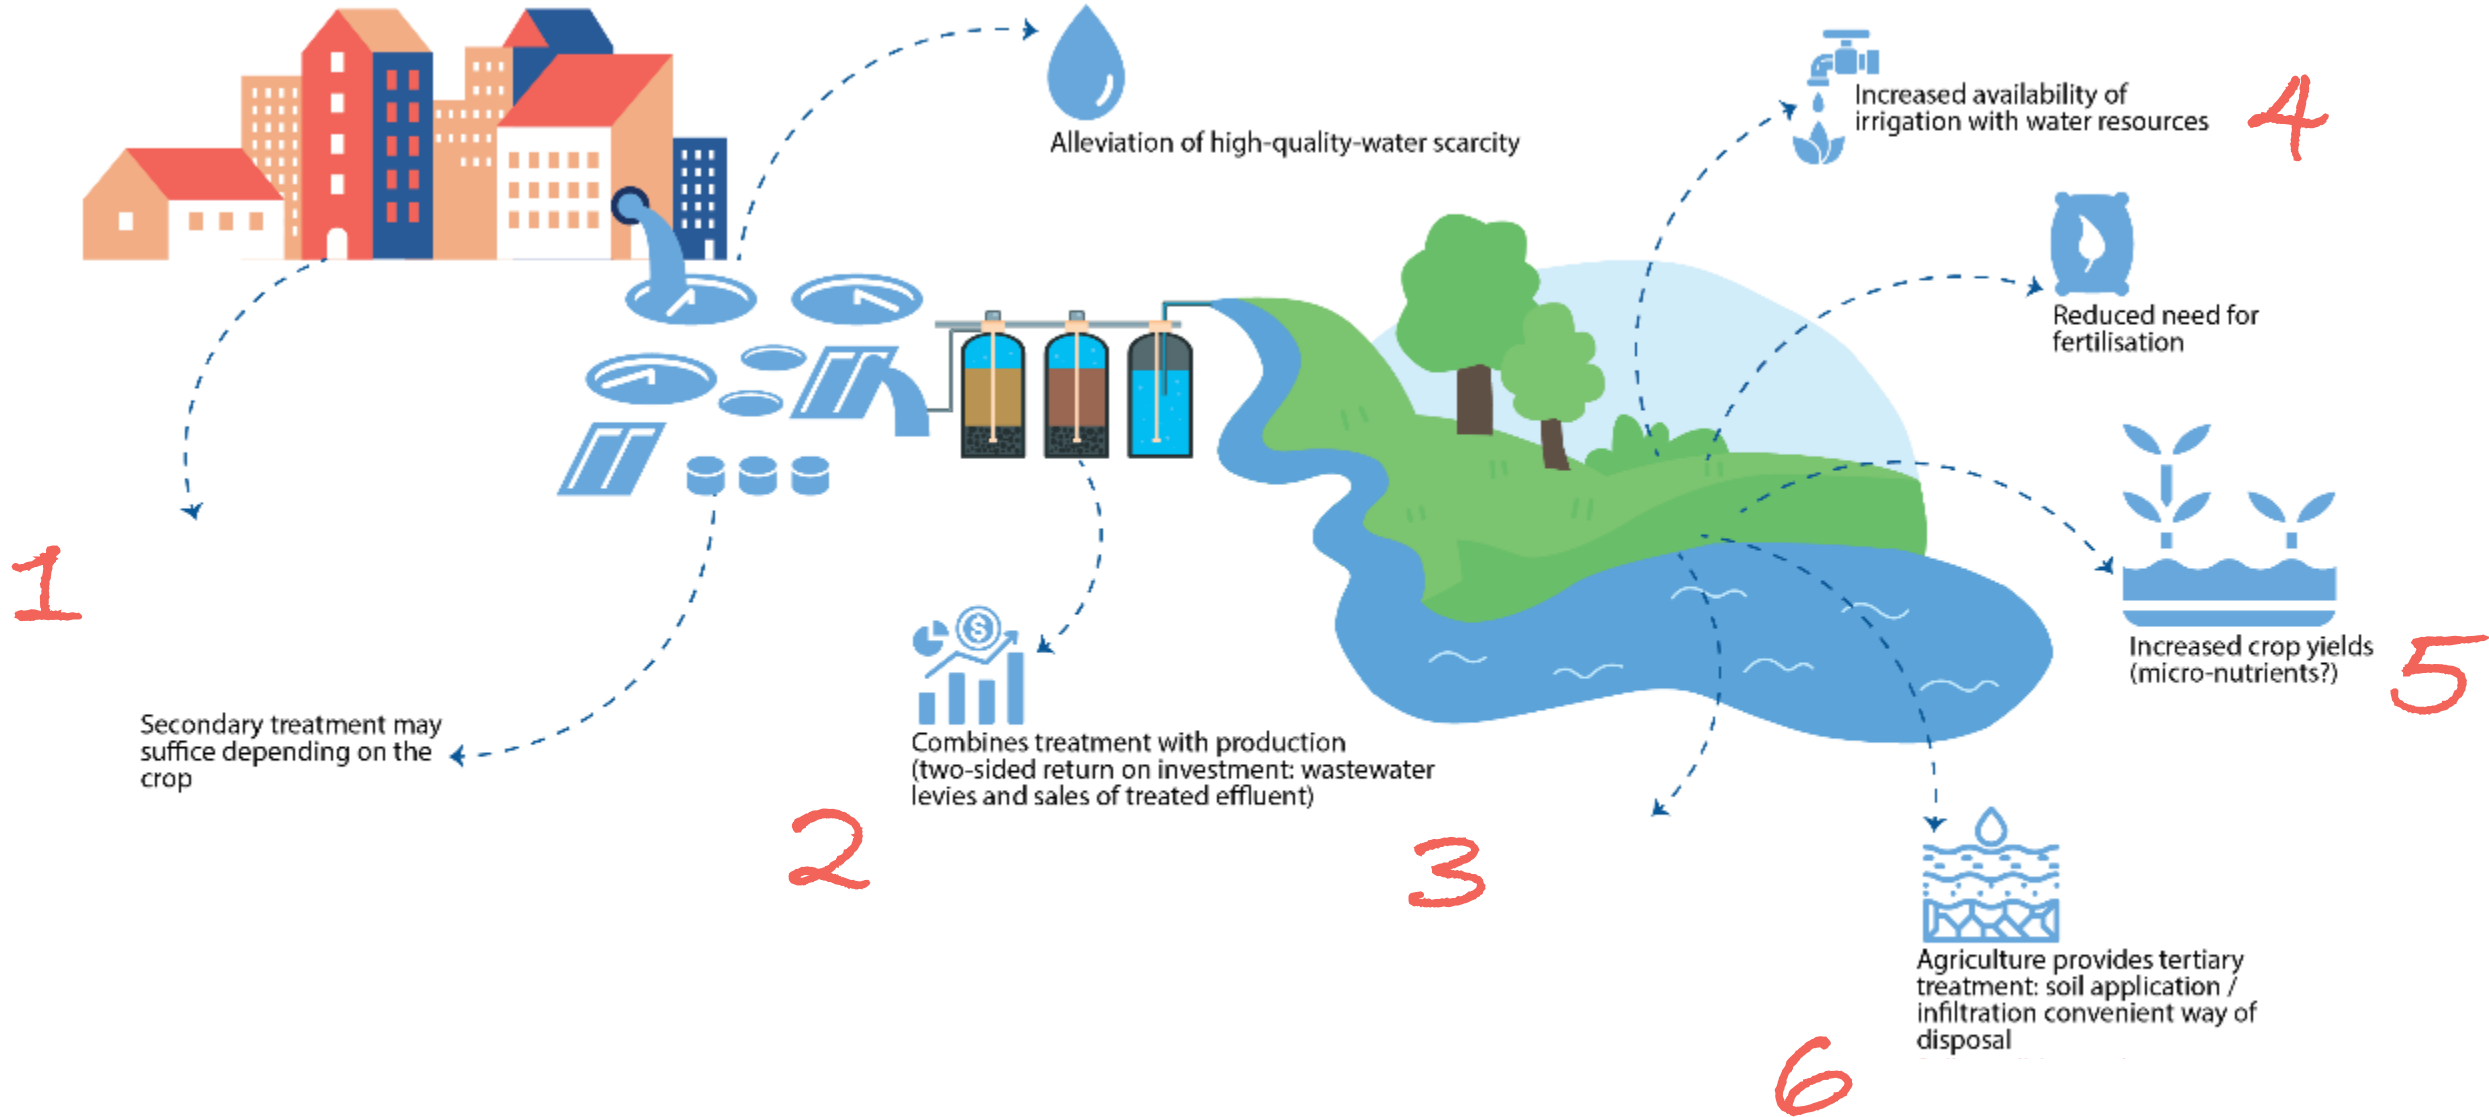 Alleviation of high-quality-water scarcity
Increased availability of
irrigation with water resources
4
Reduced need for
fertilisation
1
Increased crop yields
(micro-nutrients?)
5
Secondary treatment may
suffice depending on the
crop
$
Combines treatment with production
(two-sided return on investment: wastewater
levies and sales of treated effluent)
2
3
Agriculture provides tertiary
treatment: soil application /
infiltration convenient way of
disposal
6